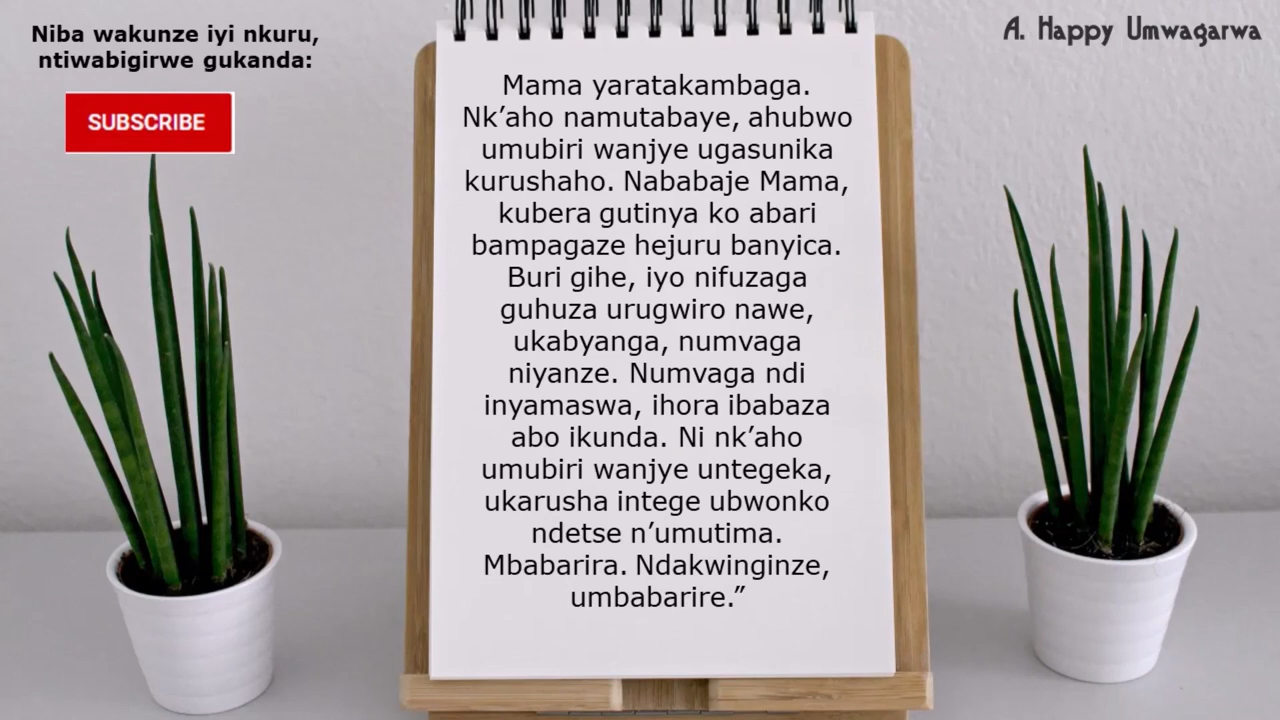 Niba wakunze iyi nkuru,
ntiwabigirwe gukanda:
SUBSCRIBE
A. Happy Umwagarwa
Mama yaratakambaga.
Nk’aho namutabaye, ahubwo
umubiri wanjye ugasunika
kurushaho. Nababaje Mama,
kubera gutinya ko abari
bampagaze hejuru banyica.
Buri gihe, iyo nifuzaga
guhuza urugwiro nawe,
ukabyanga, numvaga
niyanze. Numvaga ndi
inyamaswa, ihora ibabaza
abo ikunda. Ni nk’aho
umubiri wanjye untegeka,
ukarusha intege ubwonko
ndetse n’umutima.
Mbabarira. Ndakwinginze,
umbabarire.”